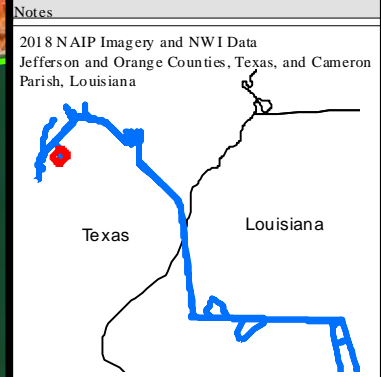 Notes
2018 NAIP Imagery and NWI Data
Jefferson and Orange Counties, Texas, and Cameron
Parish, Louisiana
Texas
Louisiana